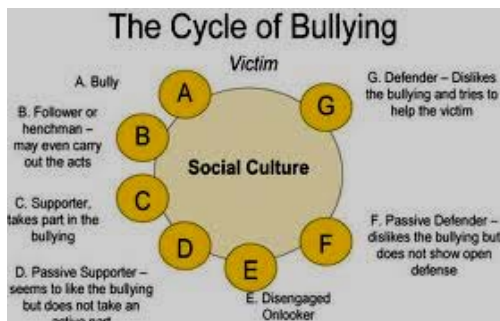 The Cycle of Bullying
Victim
A. Bully
B. Follower or
henchman –
may even carry
out the acts
C. Supporter,
takes part in the
bullying
D. Passive Supporter –
seems to like the bullying
but does not take an
active part
E. Disengaged
Onlooker
F. Passive Defender –
dislikes the bullying but
does not show open
defense
G. Defender – Dislikes
the bullying and tries to
help the victim
A
B
C
D
E
F
G
Social Culture